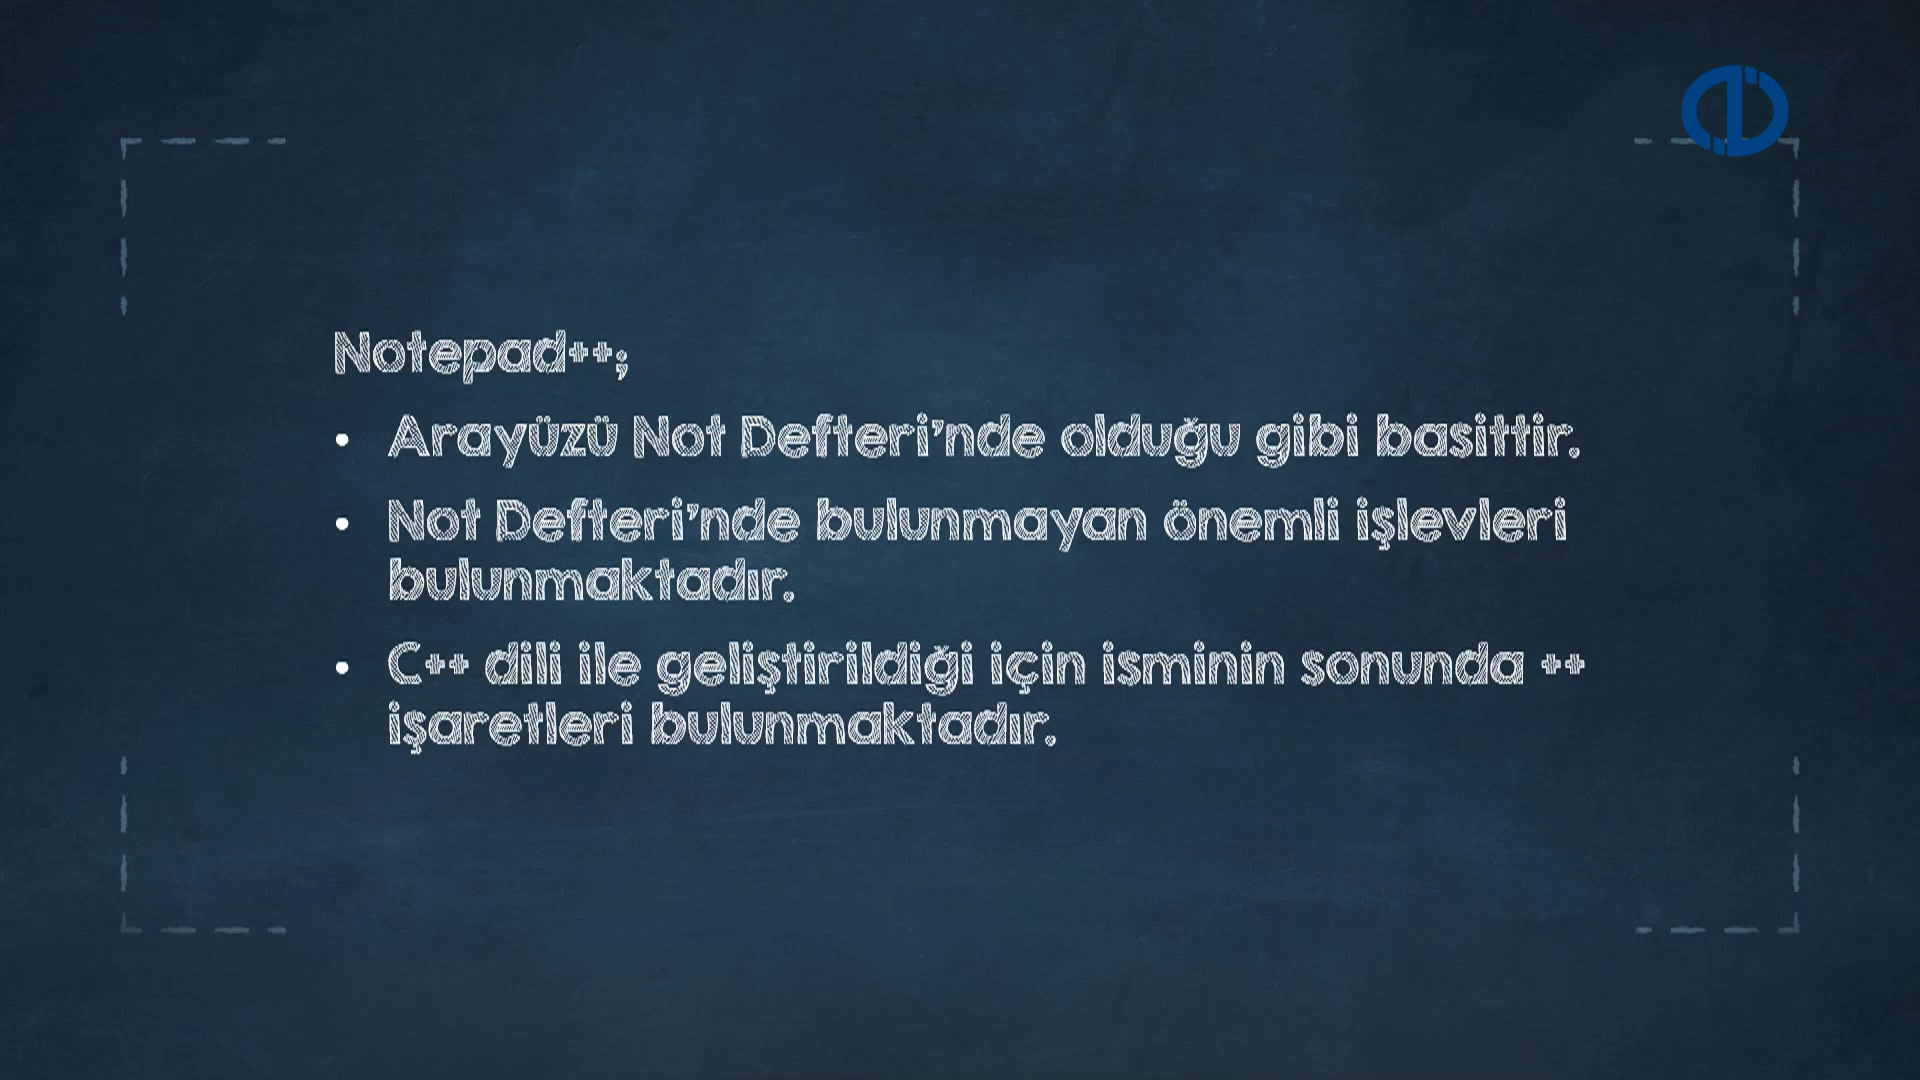 Notepad++;
• Arayüzü Not Defteri'nde olduğu gibi basittir.
• Not Defteri'nde bulunmayan önemli işlevleri
bulunmaktadır.
• C++ dili ile geliştirildiği için isminin sonunda ++
işaretleri bulunmaktadır.